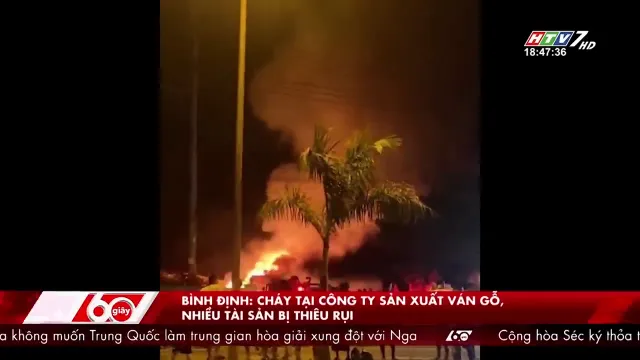 HTV7 HD
18:47:36
60 giây
BÌNH ĐỊNH: CHÁY TẠI CÔNG TY SẢN XUẤT VÁN GỖ,
NHIỀU TÀI SẢN BỊ THIÊU RỤI
a không muốn Trung Quốc làm trung gian hòa giải xung đột với Nga 60s Cộng hòa Séc ký thỏa